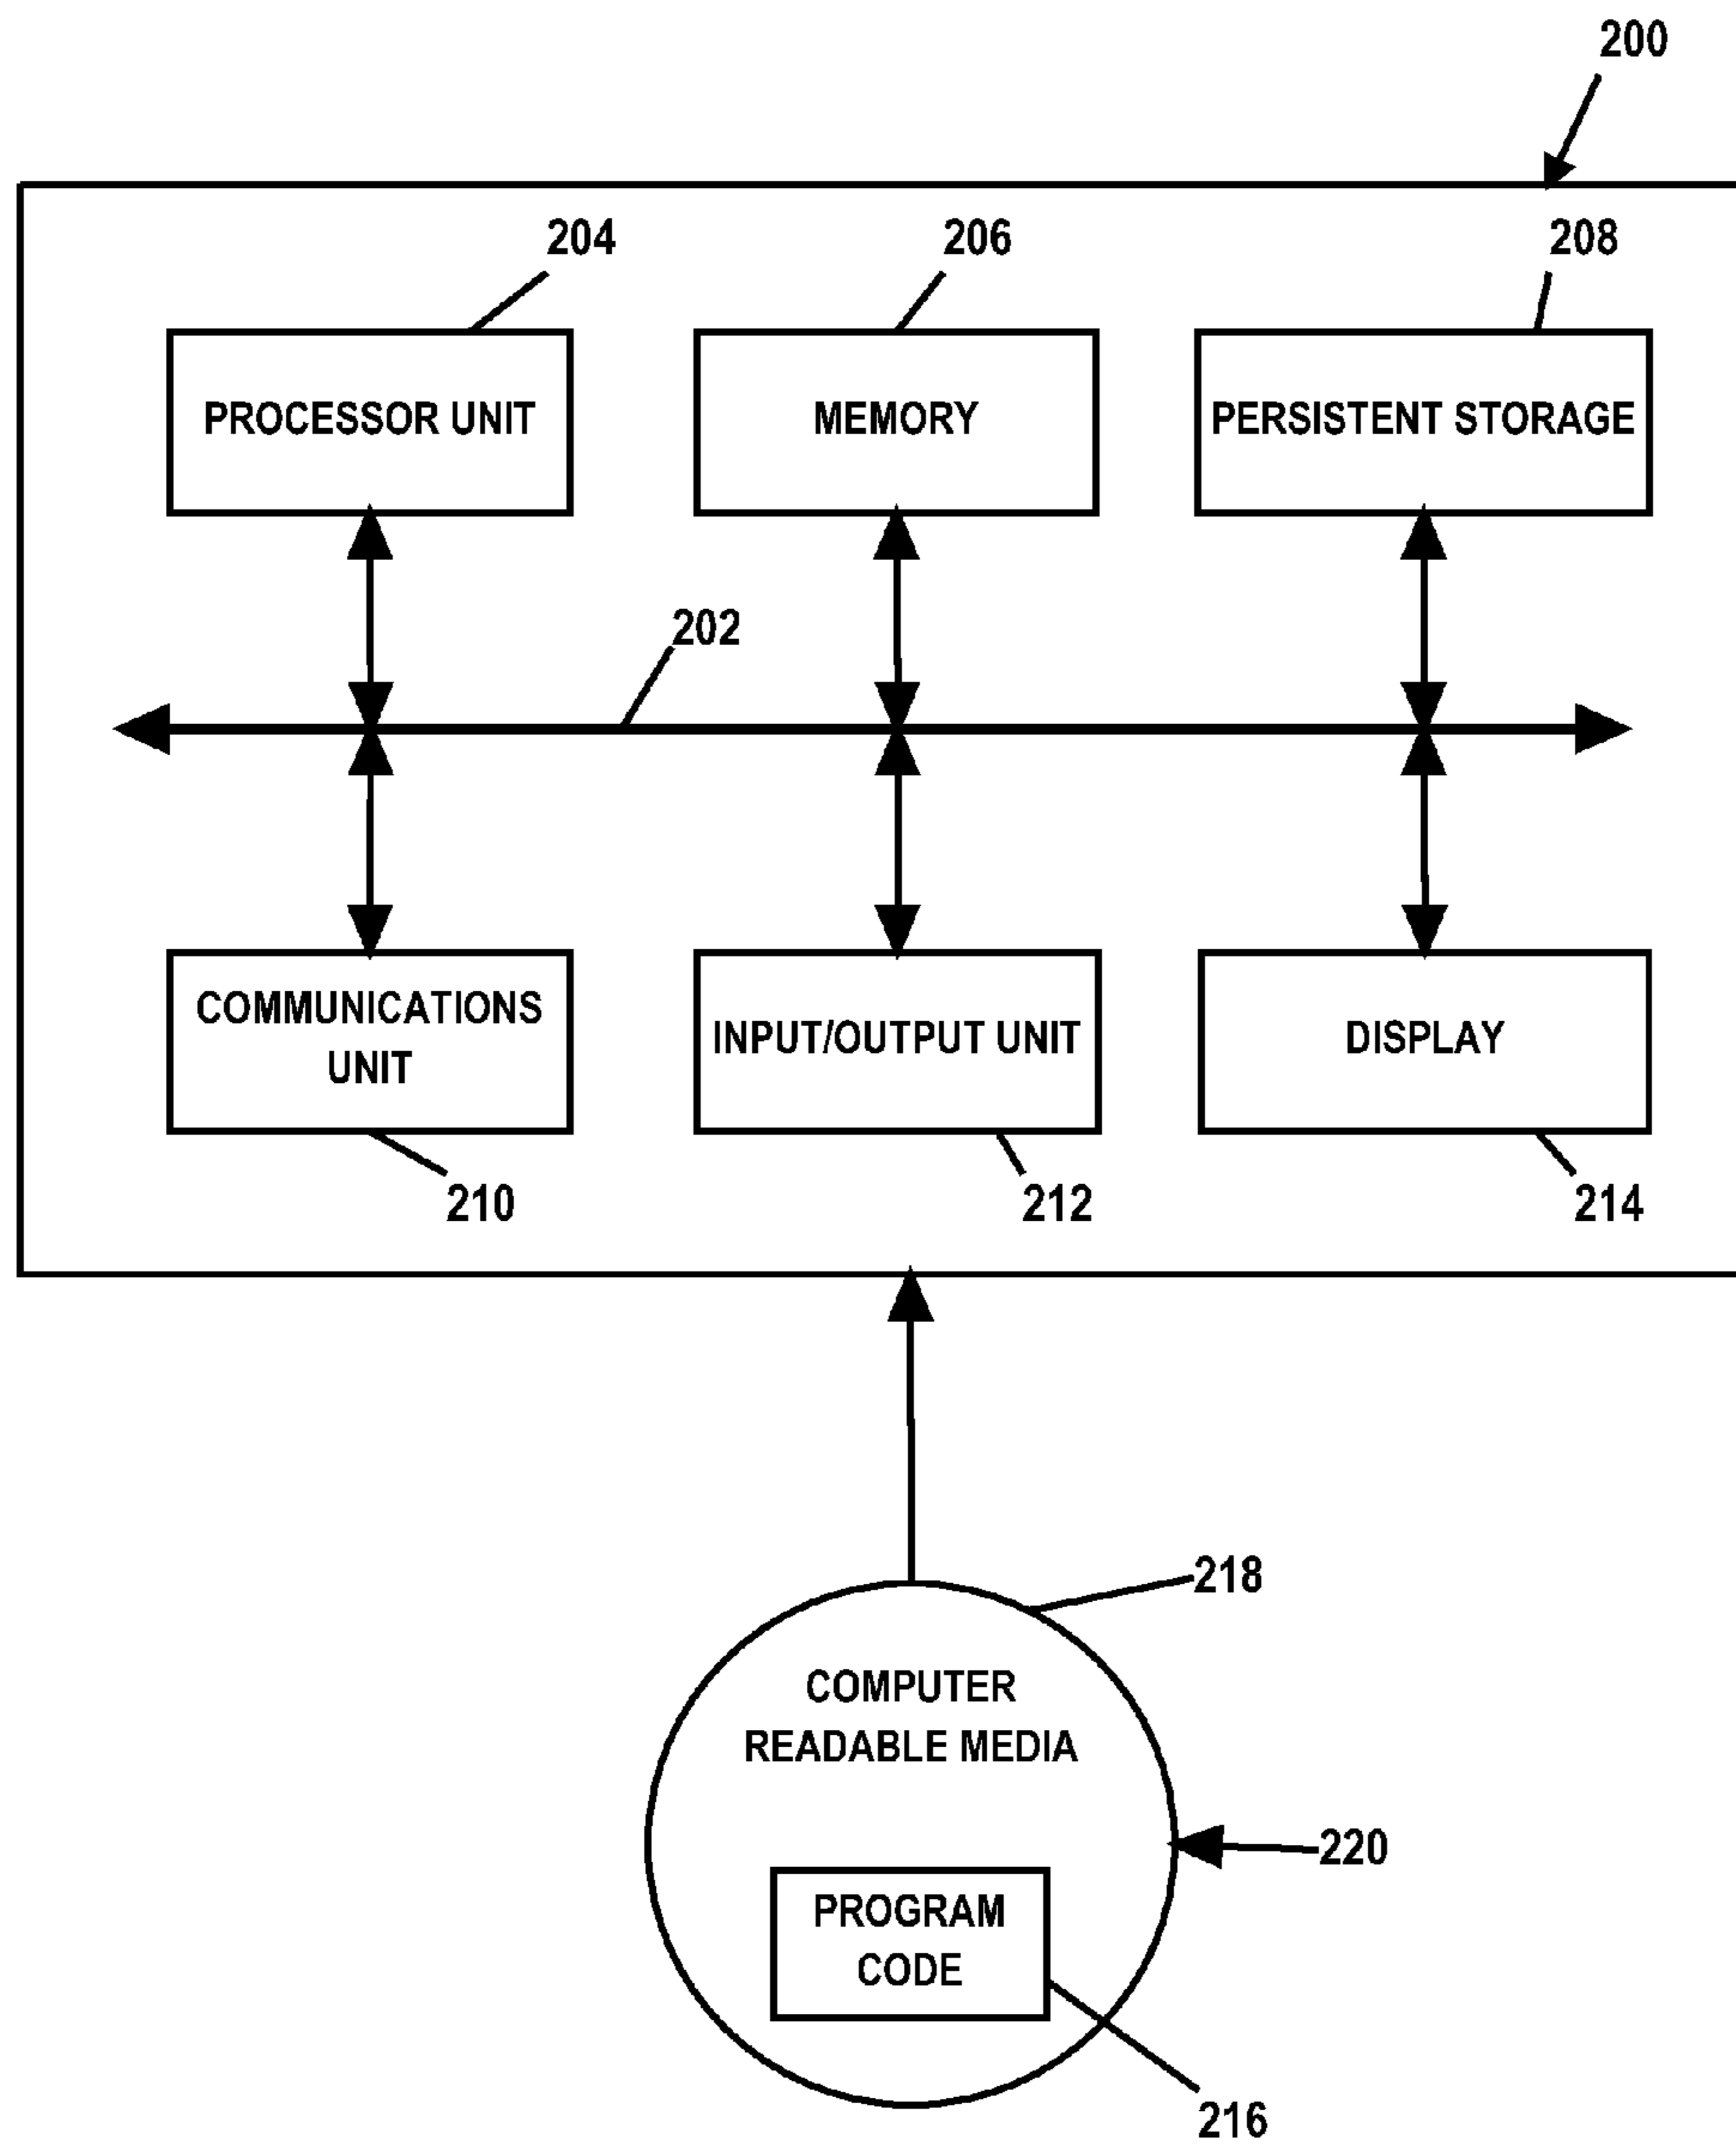 200
204
206
208
PROCESSOR UNIT
MEMORY
PERSISTENT STORAGE
202
COMMUNICATIONS
UNIT
INPUT/OUTPUT UNIT
DISPLAY
210
212
214
218
COMPUTER
READABLE MEDIA
220
PROGRAM
CODE
216